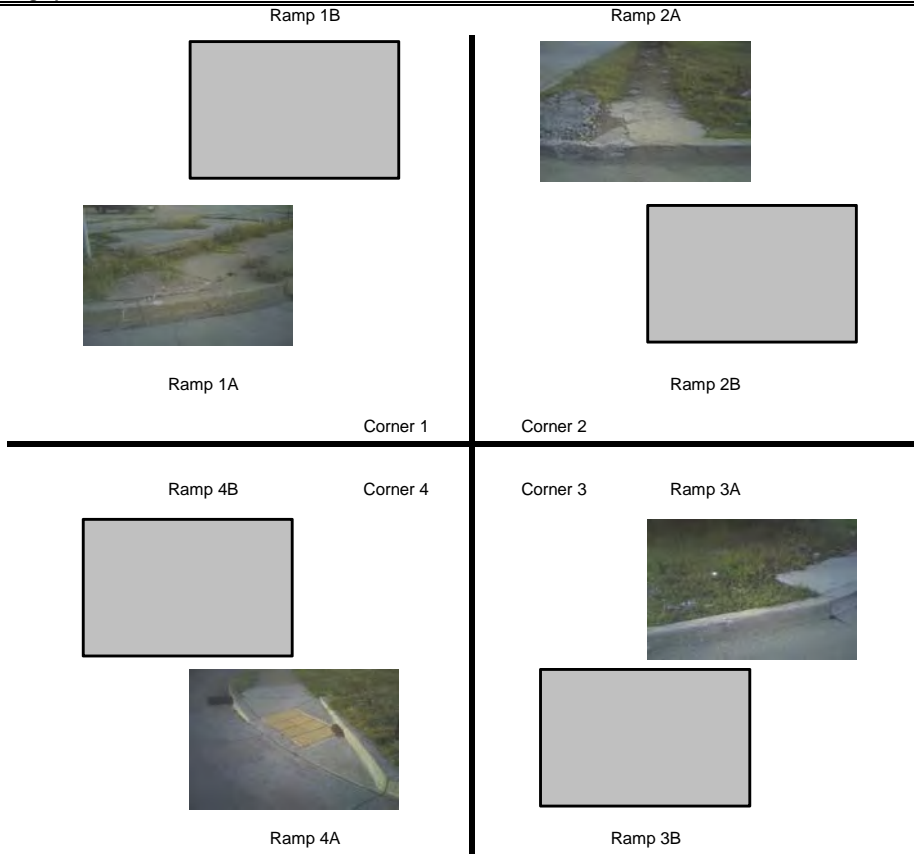 Ramp 1B
Ramp 2A
Ramp 1A
Ramp 2B
Corner 1
Corner 2
Ramp 4B
Corner 4
Corner 3
Ramp 3A
Ramp 4A
Ramp 3B